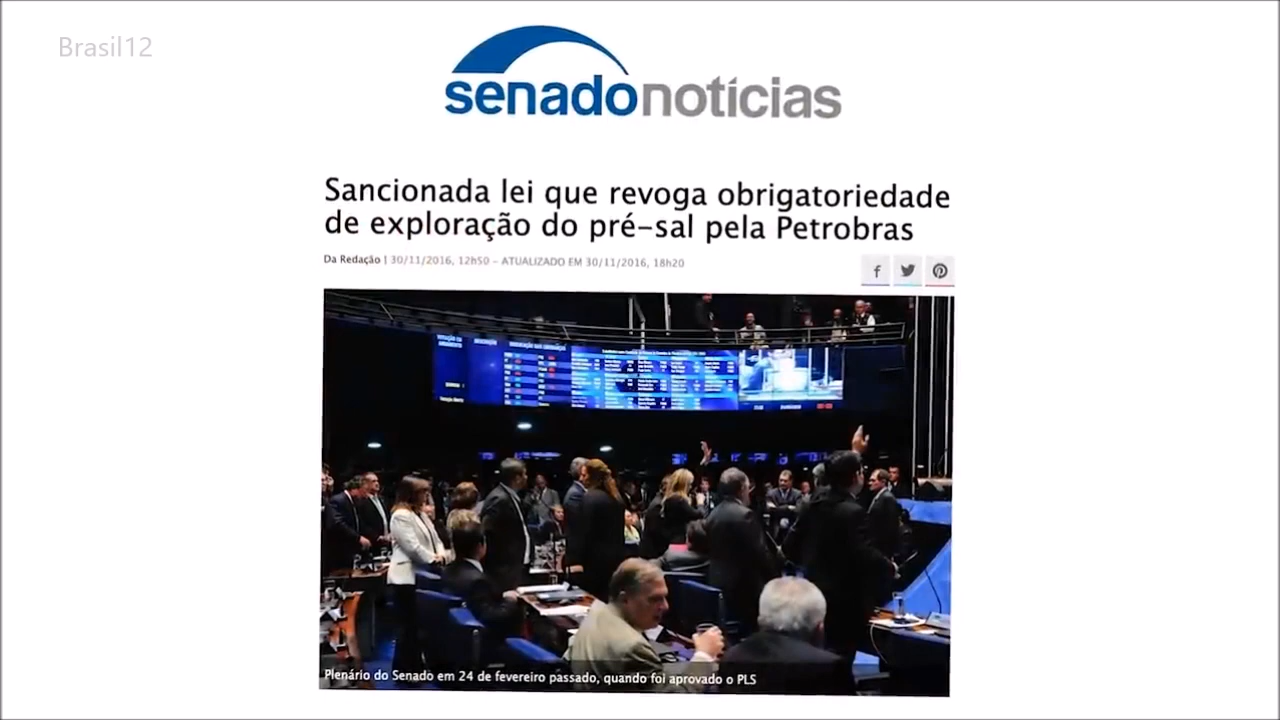 Brasil12
senadonotícias
Sancionada lei que revoga obrigatoriedade
de exploração do pré-sal pela Petrobras
Da Redação | 30/11/2016, 12h50 - ATUALIZADO EM 30/11/2016, 18h20
Plenário do Senado em 24 de fevereiro passado, quando foi aprovado o PLS